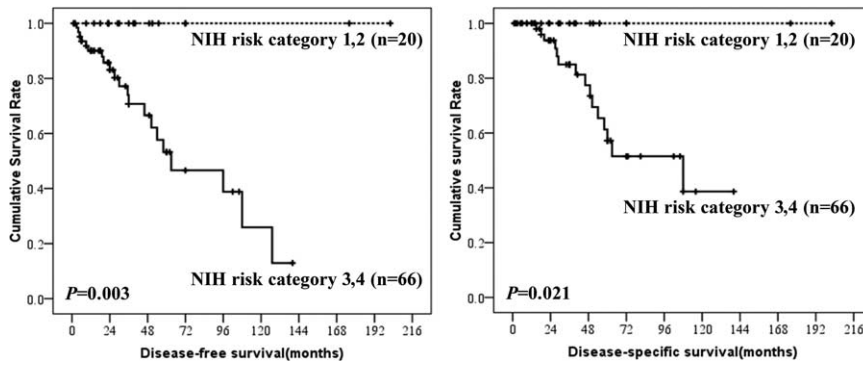 1.0
0.8
0.6
0.4
0.2
0.0
Cumulative Survival Rate
NIH risk category 1,2 (n=20)
NIH risk category 3,4 (n=66)
P=0.003
0 24 48 72 96 120 144 168 192 216
Disease-free survival(months)
1.0
0.8
0.6
0.4
0.2
0.0
Cumulative survival Rate
NIH risk category 1,2 (n=20)
NIH risk category 3,4 (n=66)
P=0.021
0 24 48 72 96 120 144 168 192 216
Disease-specific survival(months)